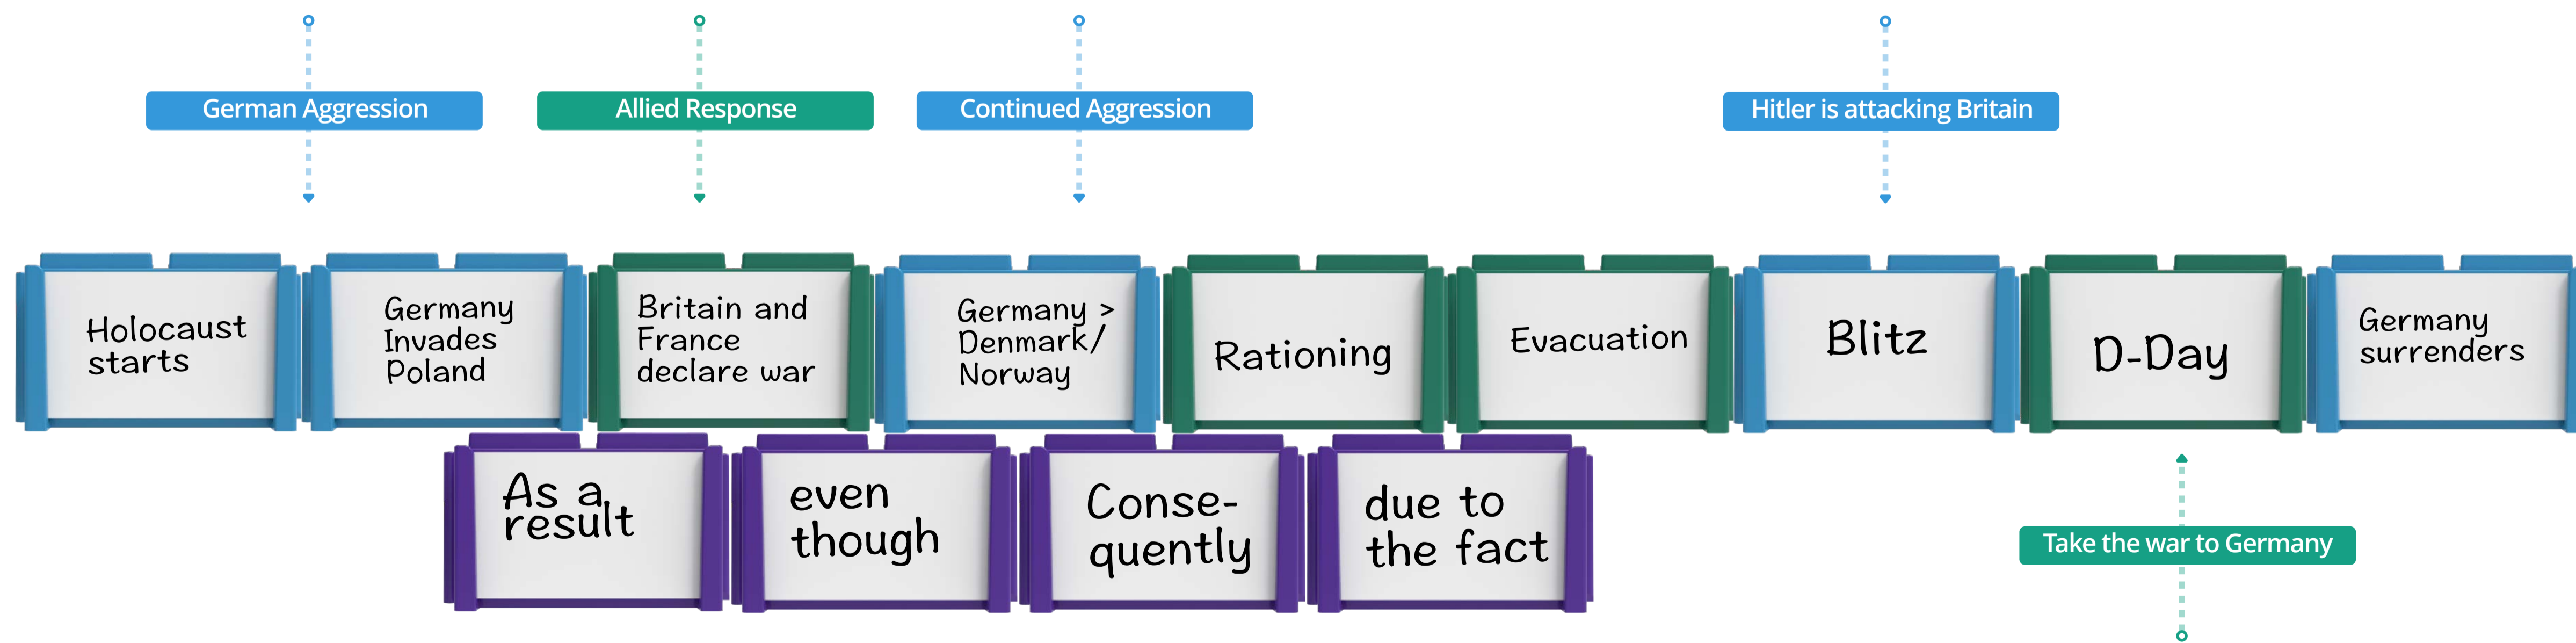 German Aggression
Allied Response
Continued Aggression
Hitler is attacking Britain
Holocaust
starts
Germany
Invades
Poland
Britain and
France
declare war
Germany >
Denmark/
Norway
Rationing
Evacuation
Blitz
D-Day
Germany
surrenders
As a
result
even
though
Conse-
quently
due to
the fact
Take the war to Germany